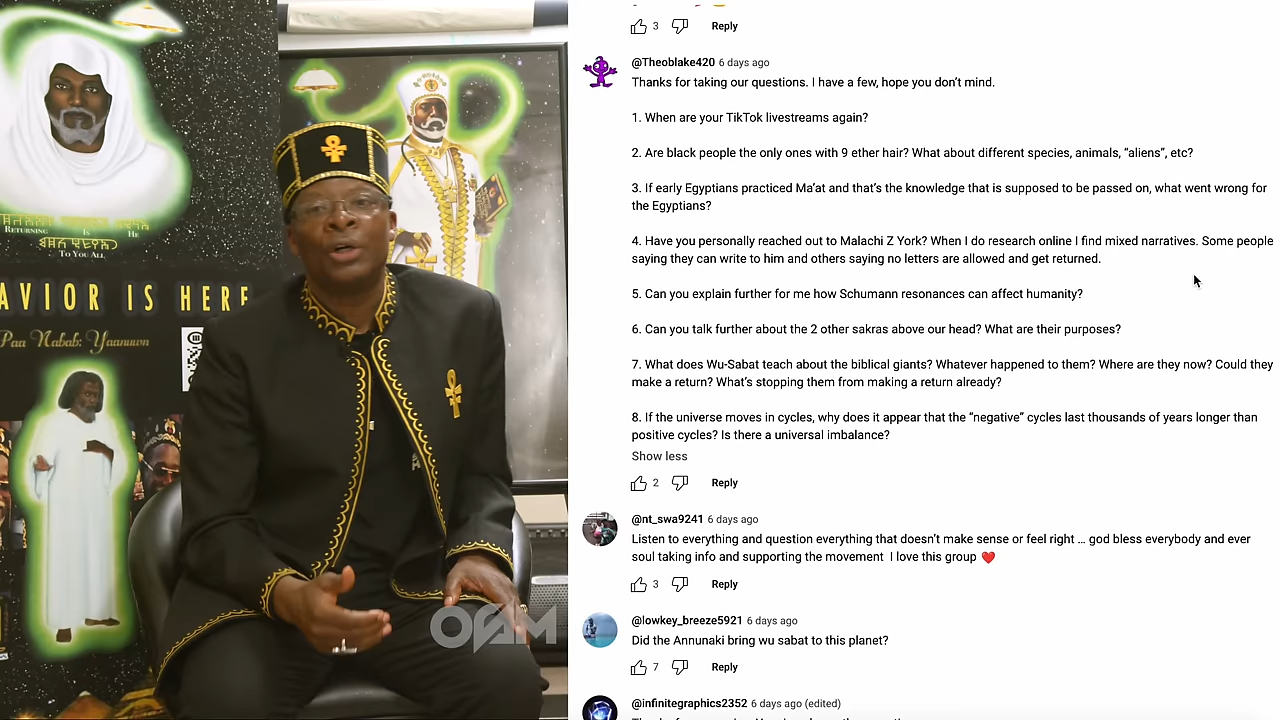 RETURNING IS HE
TO YOU ALL
AVIOR IS HERE
Paa Nabab: Yaanuwn
OFAM
3
Reply
@Theoblake420 6 days ago
Thanks for taking our questions. I have a few, hope you don’t mind.
1. When are your TikTok livestreams again?
2. Are black people the only ones with 9 ether hair? What about different species, animals, “aliens”, etc?
3. If early Egyptians practiced Ma’at and that’s the knowledge that is supposed to be passed on, what went wrong for
the Egyptians?
4. Have you personally reached out to Malachi Z York? When I do research online I find mixed narratives. Some people
saying they can write to him and others saying no letters are allowed and get returned.
5. Can you explain further for me how Schumann resonances can affect humanity?
6. Can you talk further about the 2 other sakras above our head? What are their purposes?
7. What does Wu-Sabat teach about the biblical giants? Whatever happened to them? Where are they now? Could they
make a return? What’s stopping them from making a return already?
8. If the universe moves in cycles, why does it appear that the “negative” cycles last thousands of years longer than
positive cycles? Is there a universal imbalance?
Show less
2
Reply
@nt_swa9241 6 days ago
Listen to everything and question everything that doesn’t make sense or feel right … god bless everybody and ever
soul taking info and supporting the movement I love this group ❤️
3
Reply
@lowkey_breeze5921 6 days ago
Did the Annunaki bring wu sabat to this planet?
7
Reply
@infinitegraphics2352 6 days ago (edited)